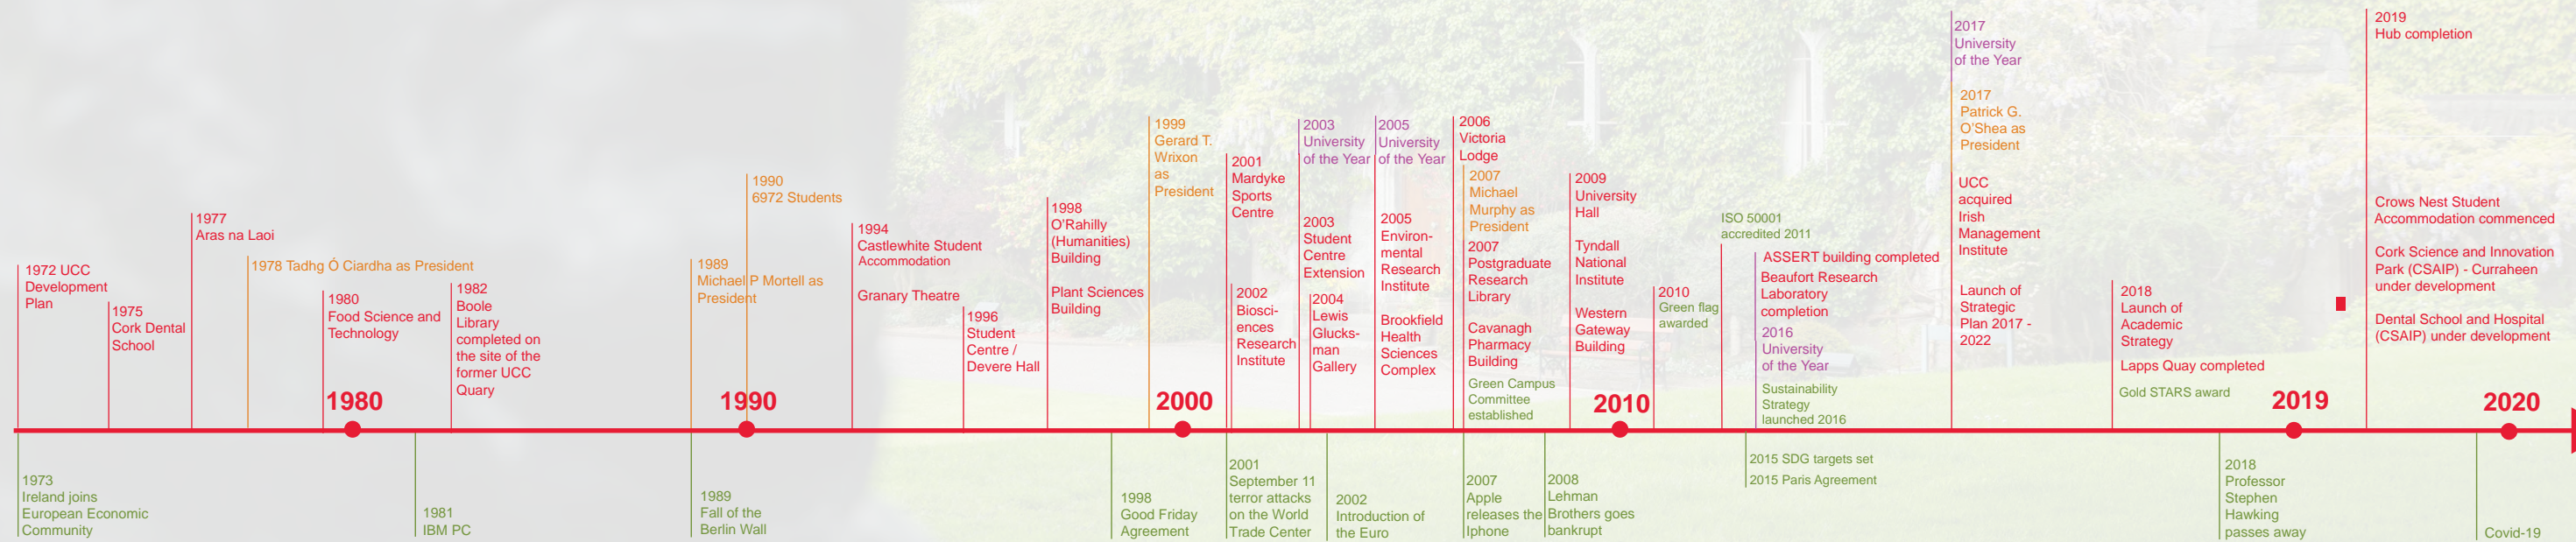 1972 UCC
Development
Plan
1975
Cork Dental
School
1977
Aras na Laoi
1978 Tadhg Ó Ciardha as President
1980
Food Science and
Technology
1980
1982
Boole
Library
completed on
the site of the
former UCC
Quary
1989
Michael P Mortell as
President
1990
6972 Students
1990
1994
Castlewhite Student
Accommodation
Granary Theatre
1996
Student
Centre /
Devere Hall
1998
O'Rahilly
(Humanities)
Building
Plant Sciences
Building
1999
Gerard T.
Wrixon
as
President
2000
2001
Mardyke
Sports
Centre
2002
Biosci-
ences
Research
Institute
2003
University
of the Year
2003
Student
Centre
Extension
2004
Lewis
Glucks-
man
Gallery
2005
University
of the Year
2005
Environ-
mental
Research
Institute
Brookfield
Health
Sciences
Complex
2006
Victoria
Lodge
2007
Michael
Murphy as
President
2007
Postgraduate
Research
Library
Cavanagh
Pharmacy
Building
Green Campus
Committee
established
2009
University
Hall
Tyndall
National
Institute
Western
Gateway
Building
2010
2010
Green flag
awarded
ISO 50001
accredited 2011
ASSERT building completed
Beaufort Research
Laboratory
completion
2016
University
of the Year
Sustainability
Strategy
launched 2016
2017
University
of the Year
2017
Patrick G.
O'Shea as
President
UCC
acquired
Irish
Management
Institute
Launch of
Strategic
Plan 2017 -
2022
2018
Launch of
Academic
Strategy
Lapps Quay completed
Gold STARS award
2019
2019
Hub completion
Crows Nest Student
Accommodation commenced
Cork Science and Innovation
Park (CSAIP) - Curraheen
under development
Dental School and Hospital
(CSAIP) under development
2020
1973
Ireland joins
European Economic
Community
1981
IBM PC
1989
Fall of the
Berlin Wall
1998
Good Friday
Agreement
2001
September 11
terror attacks
on the World
Trade Center
2002
Introduction of
the Euro
2007
Apple
releases the
Iphone
2008
Lehman
Brothers goes
bankrupt
2015 SDG targets set
2015 Paris Agreement
2018
Professor
Stephen
Hawking
passes away
Covid-19